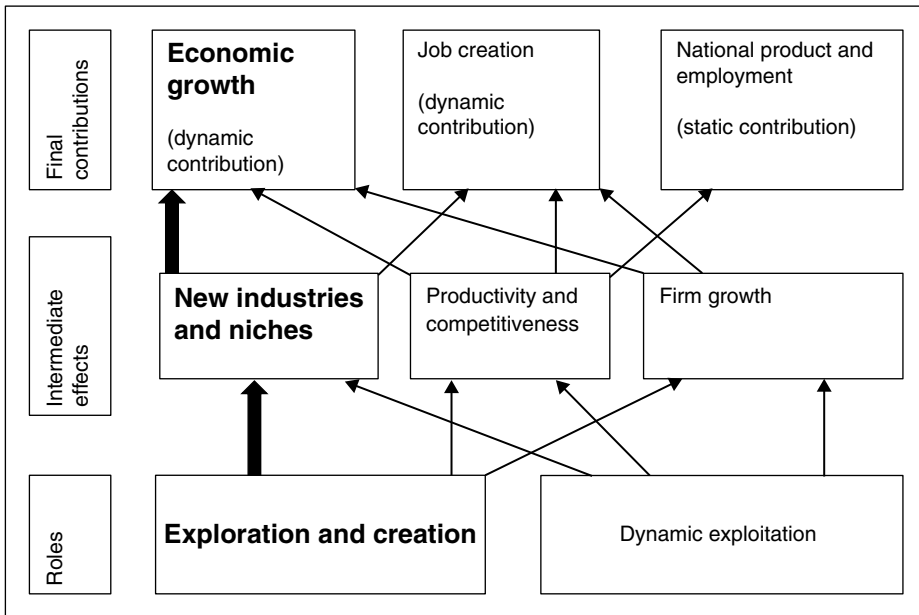 Final
contributions
Economic
growth
(dynamic
contribution)
Job creation
(dynamic
contribution)
National product and
employment
(static contribution)
Intermediate
effects
New industries
and niches
Productivity and
competitiveness
Firm growth
Roles
Exploration and creation
Dynamic exploitation